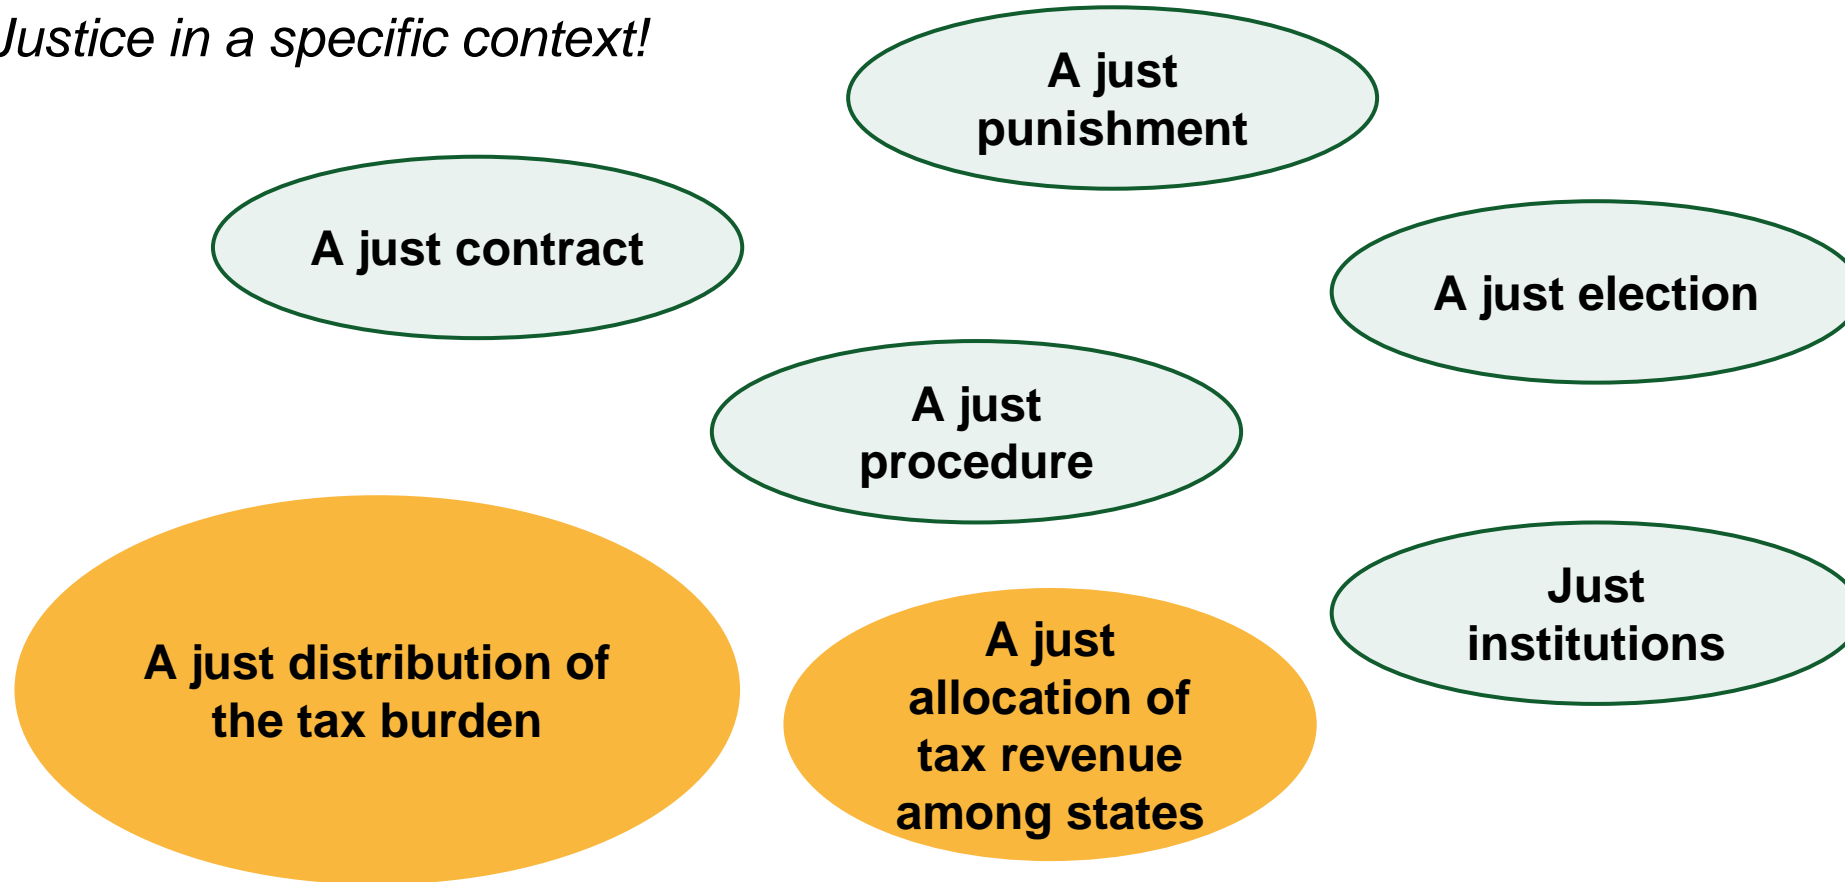 Justice in a specific context!
A just
punishment
A just contract
A just election
A just
procedure
Just
institutions
A just distribution of
the tax burden
A just
allocation of
tax revenue
among states